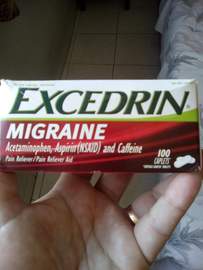 EXCEDRIN
MIGRAINE
Acetaminophen, Aspirin (NSAID) and Caffeine
Pain Reliever/Pain Reliever Aid
100
CAPLETS*